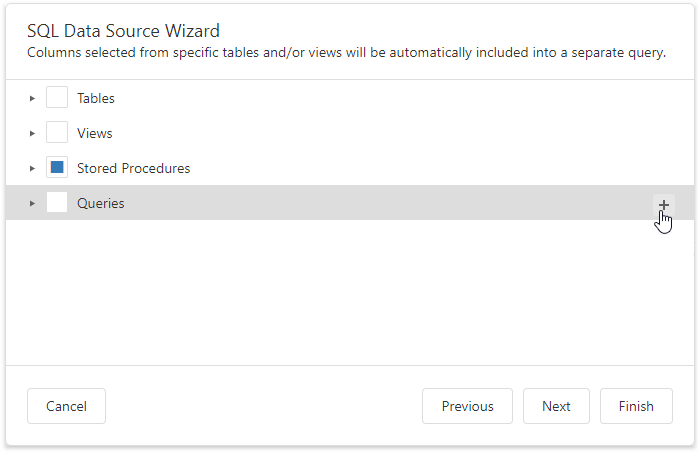 SQL Data Source Wizard
Columns selected from specific tables and/or views will be automatically included into a separate query.
Tables
Views
Stored Procedures
Queries
Cancel Previous Next Finish